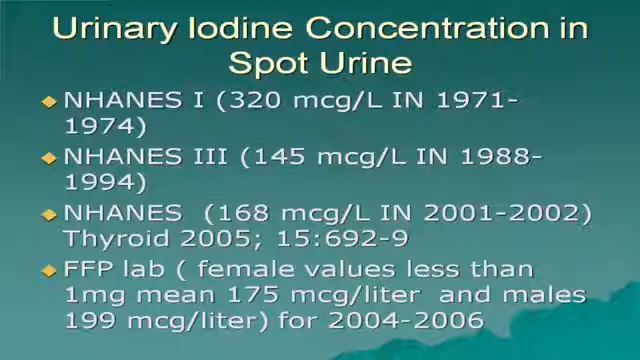 Urinary Iodine Concentration in
Spot Urine
NHANES I (320 mcg/L IN 1971-
1974)
NHANES III (145 mcg/L IN 1988-
1994)
NHANES (168 mcg/L IN 2001-2002)
Thyroid 2005; 15:692-9
FFP lab ( female values less than
1mg mean 175 mcg/liter and males
199 mcg/liter) for 2004-2006